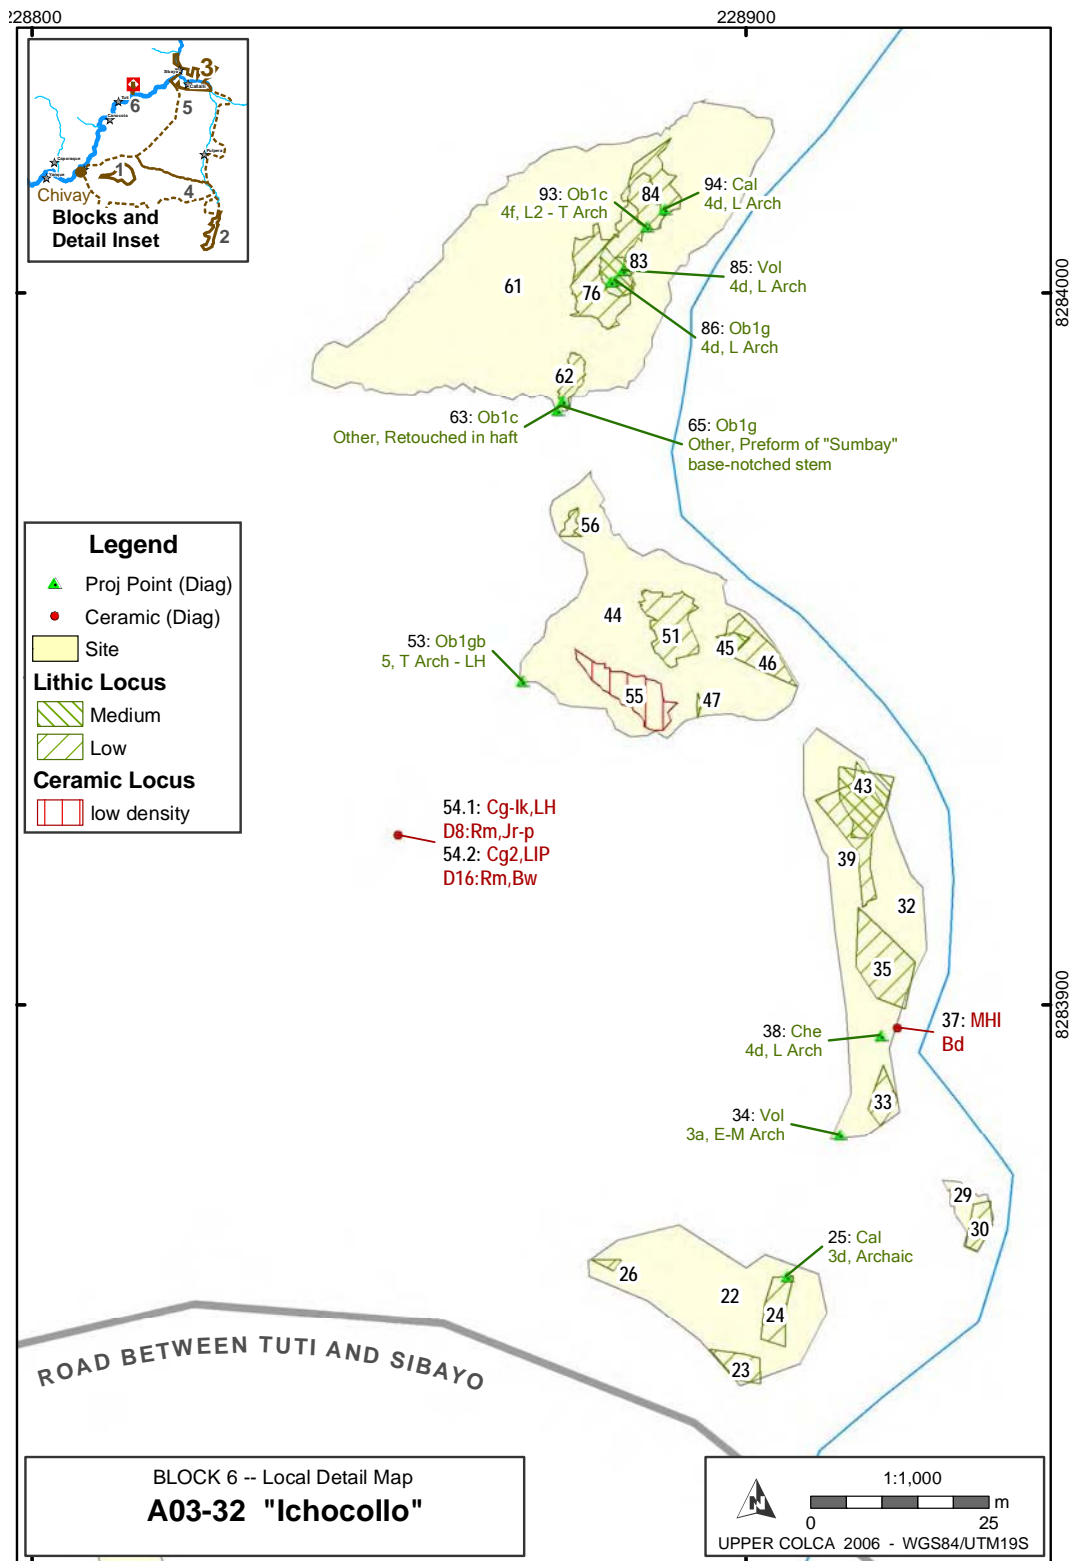 228800
228900
3
Sibayo
Callalli
5
6
Tuti
Canocota
Pulpera
Coporaque
Yanque
1
4
Chivay
2
Blocks and
Detail Inset
93: Ob1c
4f, L2 - T Arch
84
94: Cal
4d, L Arch
83
85: Vol
4d, L Arch
61
76
86: Ob1g
4d, L Arch
8284000
62
63: Ob1c
Other, Retouched in haft
65: Ob1g
Other, Preform of "Sumbay"
base-notched stem
Legend
Proj Point (Diag)
Ceramic (Diag)
Site
Lithic Locus
Medium
Low
Ceramic Locus
low density
56
44
51
45
46
53: Ob1gb
5, T Arch - LH
55
47
54.1: Cg-Ik,LH
D8:Rm,Jr-p
54.2: Cg2,LIP
D16:Rm,Bw
43
39
32
35
8283900
38: Che
4d, L Arch
37: MHI
Bd
33
34: Vol
3a, E-M Arch
29
30
25: Cal
3d, Archaic
26
22
24
23
ROAD BETWEEN TUTI AND SIBAYO
BLOCK 6 -- Local Detail Map
A03-32 "Ichocollo"
N
1:1,000
m
0
25
UPPER COLCA 2006 - WGS84/UTM19S